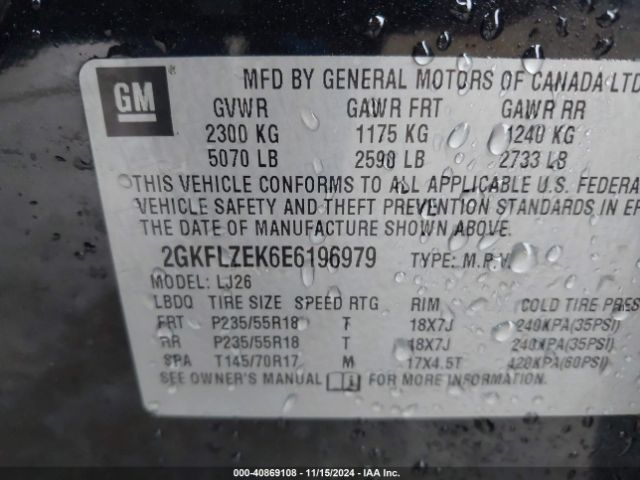 GM
MFD BY GENERAL MOTORS OF CANADA LTD
GVWR GAWR FRT GAWR RR
2300 KG 1175 KG 1240 KG
5070 LB 2590 LB 2733 LB
THIS VEHICLE CONFORMS TO ALL APPLICABLE U.S. FEDERA
VEHICLE SAFETY AND THEFT PREVENTION STANDARDS IN EF
THE DATE OF MANUFACTURE SHOWN ABOVE.
2GKFLZEK6E6196979 TYPE: M.P.V.
MODEL: LJ26
LBDQ TIRE SIZE SPEED RTG RIM COLD TIRE PRES
FRT P235/55R18 T 18X7J 240KPA(35PSI)
RR P235/55R18 T 18X7J 240KPA(35PSI)
SPA T145/70R17 M 17X4.5T 420KPA(60PSI)
SEE OWNER'S MANUAL FOR MORE INFORMATION.
000-40869108 - 11/15/2024 - IAA Inc.